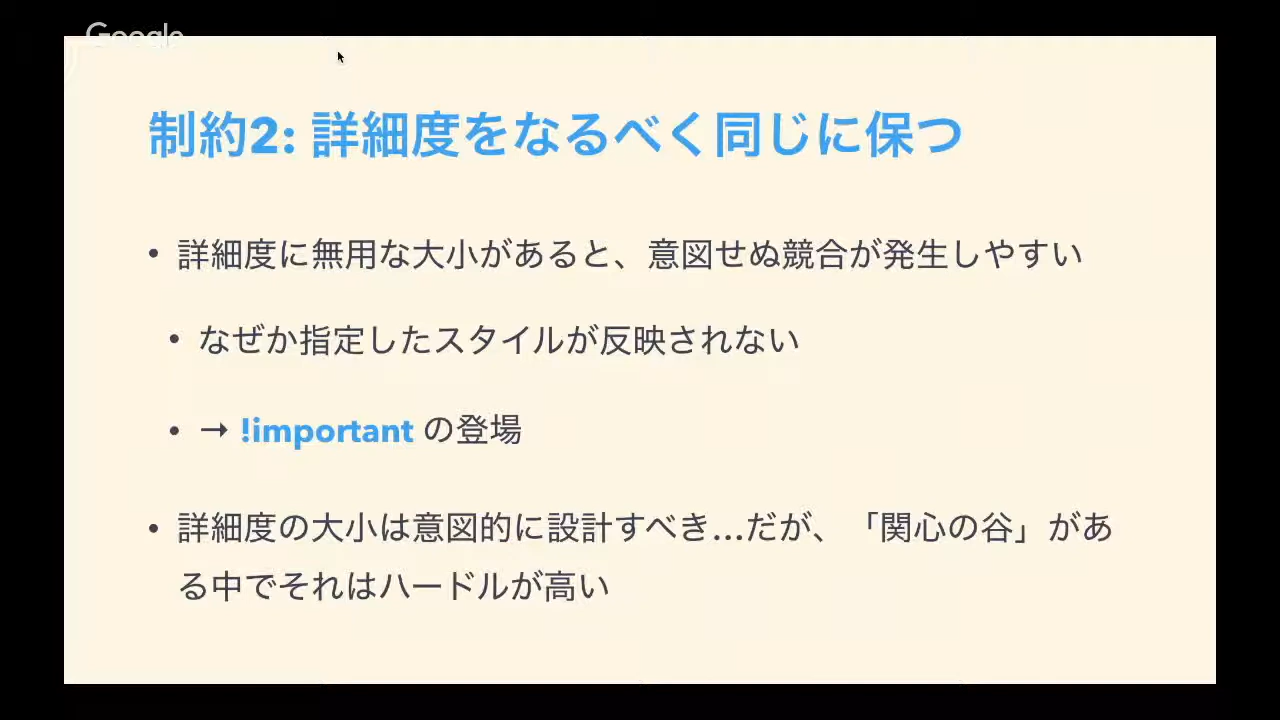 Google
制約2: 詳細度をなるべく同じに保つ
• 詳細度に無用な大小があると、意図せぬ競合が発生しやすい
• なぜか指定したスタイルが反映されない
• → !important の登場
• 詳細度の大小は意図的に設計すべき…だが、「関心の谷」があ
る中でそれはハードルが高い